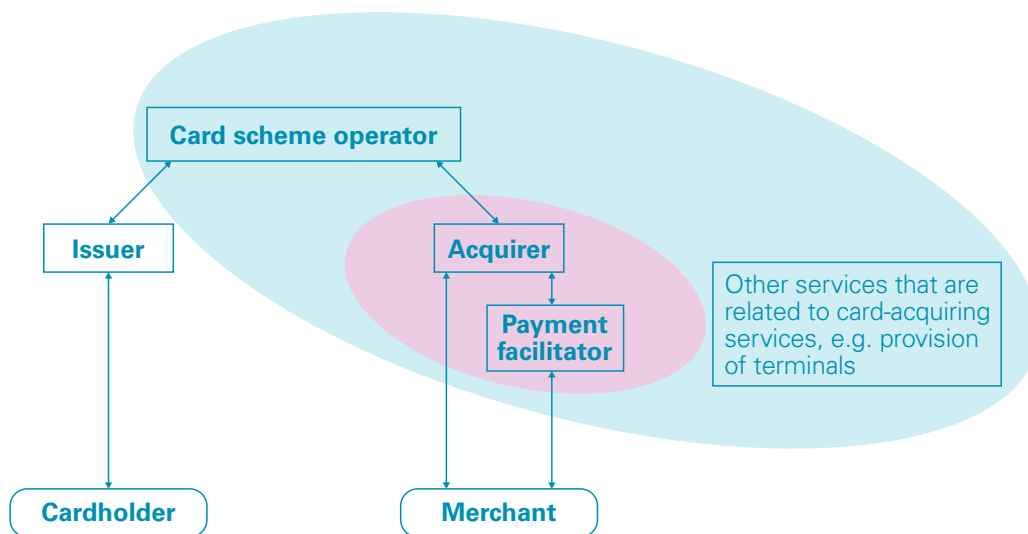 Card scheme operator
Issuer
Acquirer
Other services that are
related to card-acquiring
services, e.g. provision
of terminals
Payment
facilitator
Cardholder
Merchant